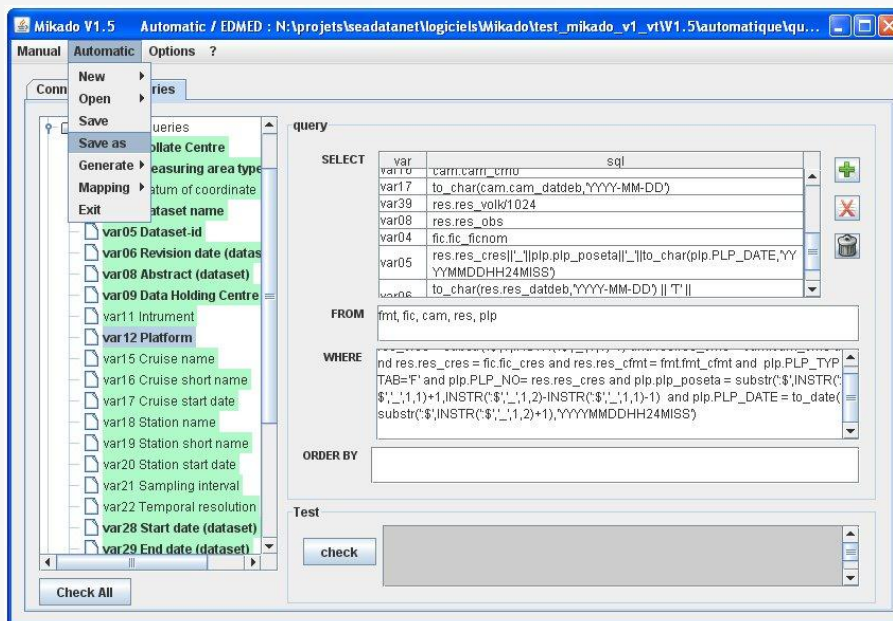 Mikado V1.5 Automatic / EDMED : N:\projets\seadatanet\logiciels\Mikado\test_mikado_v1_vt\V1.5\automatique\qu...
Manual Automatic Options ?
New
Open
Save
Save as
Generate
Mapping
Exit
Conn
ries
ueries
ollate Centre
easuring area type
atum of coordinate
ataset name
var05 Dataset-id
var06 Revision date (datas
var08 Abstract (dataset)
var09 Data Holding Centre
var11 Intrument
var12 Platform
var15 Cruise name
var16 Cruise short name
var17 Cruise start date
var18 Station name
var19 Station short name
var20 Station start date
var21 Sampling interval
var22 Temporal resolution
var28 Start date (dataset)
var29 End date (dataset)
Check All
query
SELECT
var sql
var16 cam.cam_cmo
var17 to_char(cam.cam_datdeb,'YYYY-MM-DD')
var39 res.res_volk/1024
var08 res.res_obs
var04 fic.fic_ficnom
var05 res.res_cres||'_'||plp.plp_poseta||'_'||to_char(plp.PLP_DATE,'YY
YYMMDDHH24MISS')
var06 to_char(res.res_datdeb,'YYYY-MM-DD') || 'T' ||
FROM
fmt, fic, cam, res, plp
WHERE
nd res.res_cres = fic.fic_cres and res.res_cfmt = fmt.fmt_cfmt and plp.PLP_TYP
TAB='F' and plp.PLP_NO= res.res_cres and plp.plp_poseta = substr(':$',INSTR(':
$','_',1,1)+1,INSTR(':$','_',1,2)-INSTR(':$','_',1,1)-1) and plp.PLP_DATE = to_date(
substr(':$',INSTR(':$','_',1,2)+1),'YYYYMMDDHH24MISS')
ORDER BY
Test
check